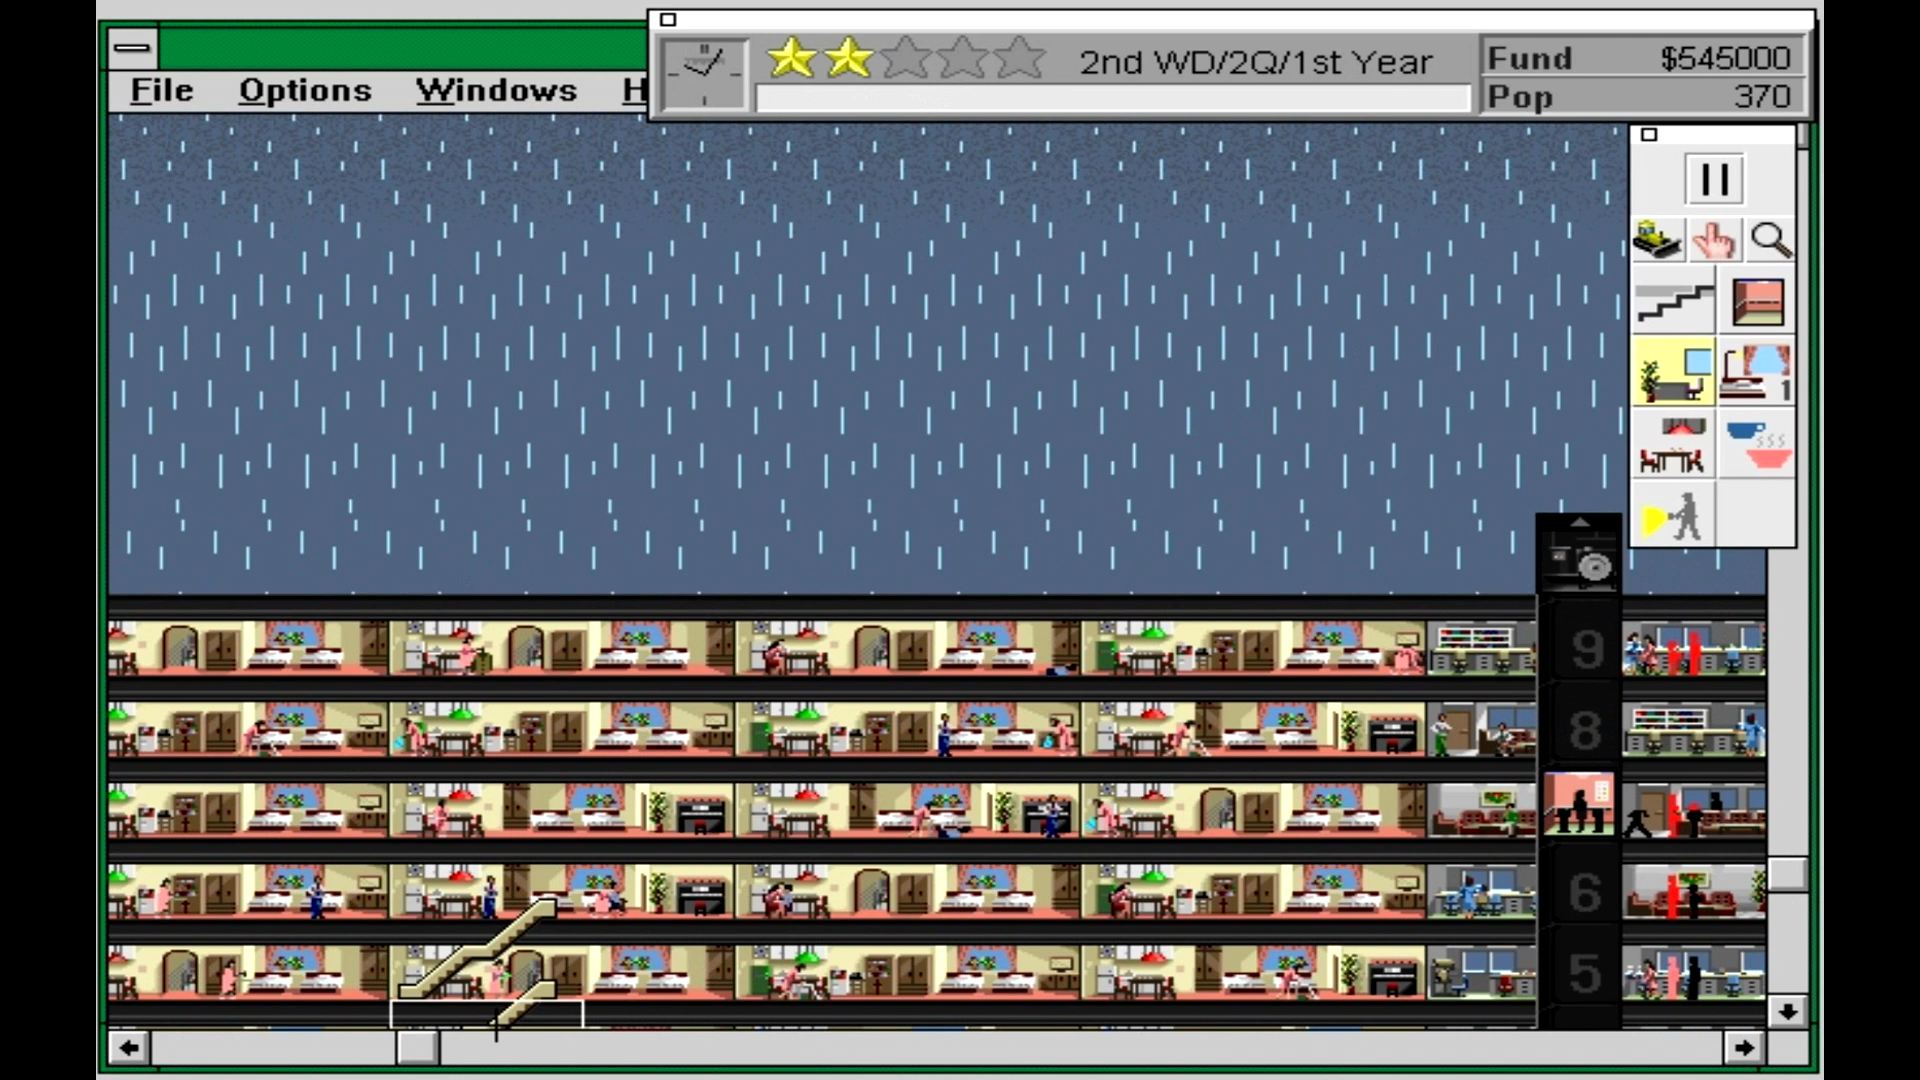 2nd WD/2Q/1st Year
Fund $545000
Pop 370
File Options Windows H
1
9
8
6
5